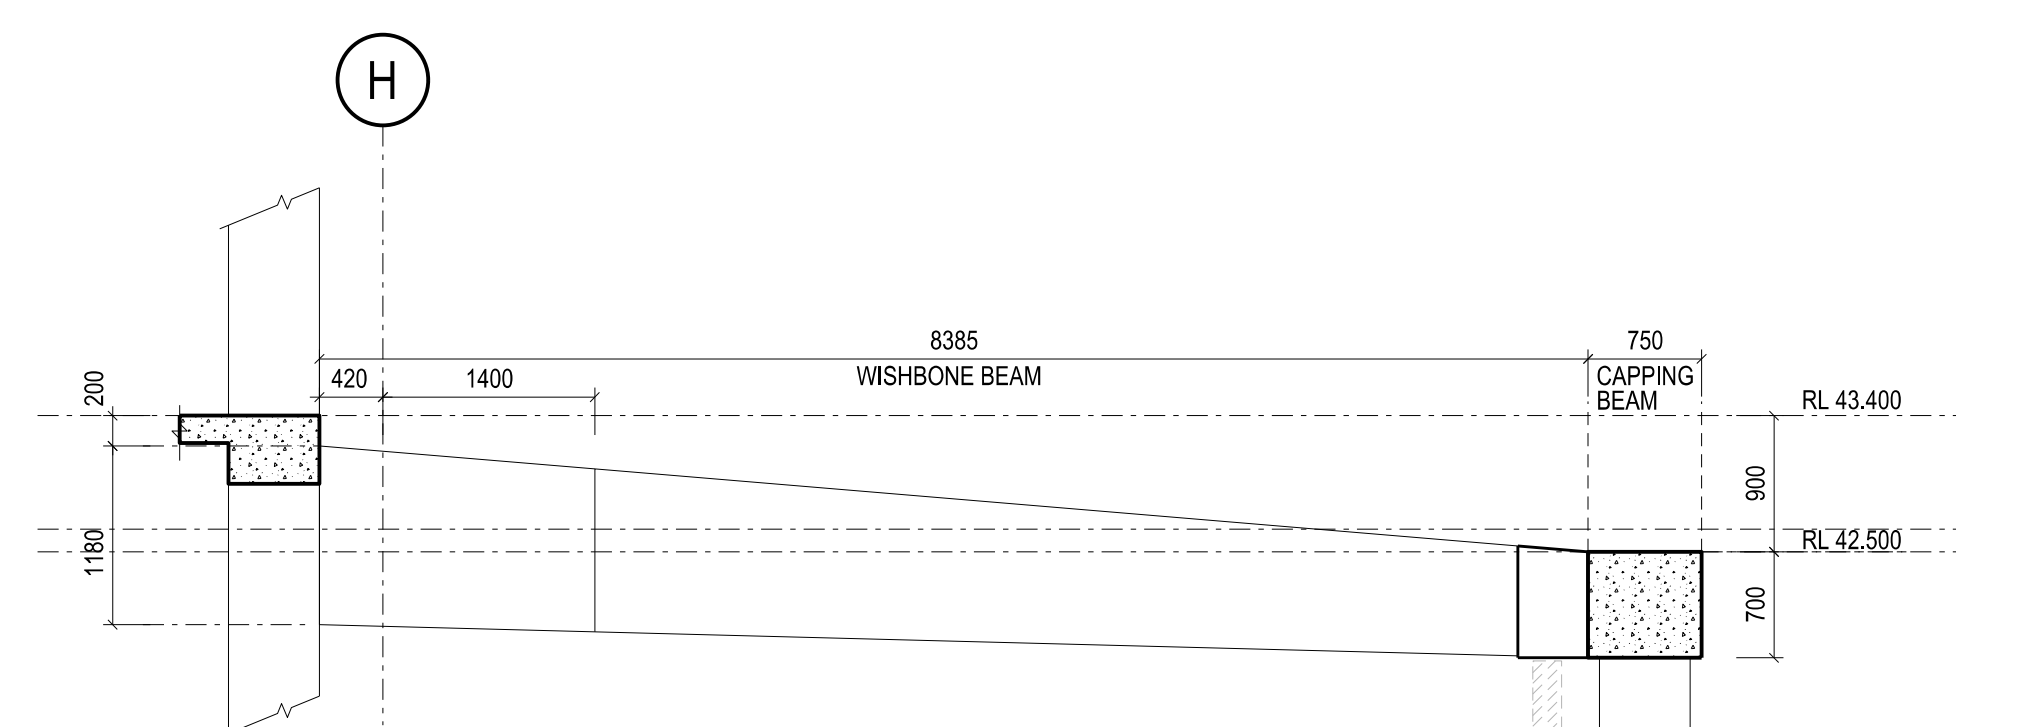 H
8385
750
WISHBONE BEAM
420
1400
CAPPING
BEAM
200
RL 43.400
900
1180
RL 42.500
700